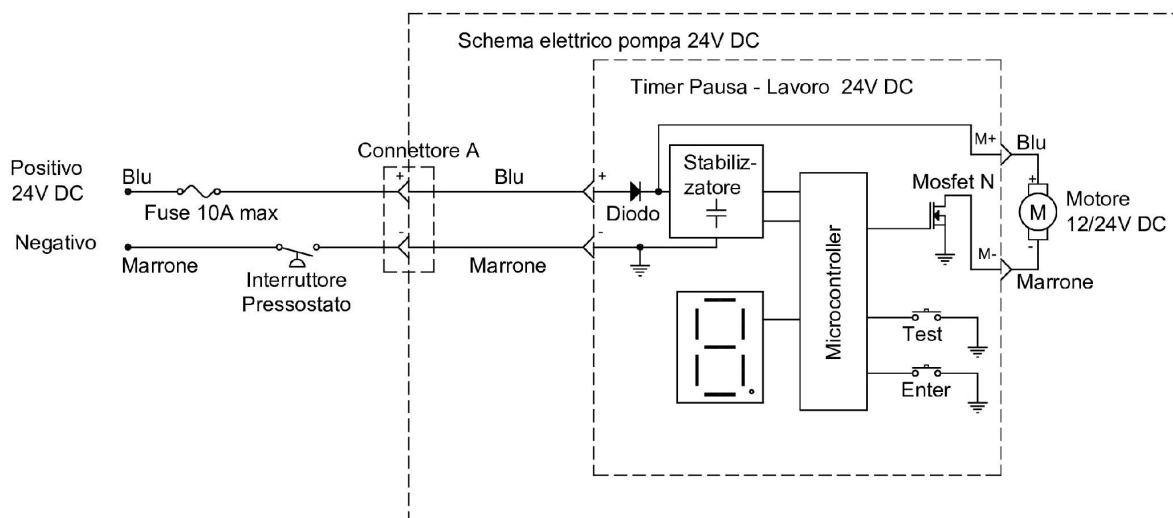 Schema elettrico pompa 24V DC
Timer Pausa - Lavoro 24V DC
Positivo
24V DC
Blu
Fuse 10A max
Connettore A
+
Blu
+
Diodo
Stabiliz-
zatore
M+
Blu
Mosfet N
+
M
Motore
12/24V DC
-
M-
Marrone
Negativo
Marrone
Interruttore
Pressostato
-
Marrone
-
Microcontroller
8.
Test
Enter